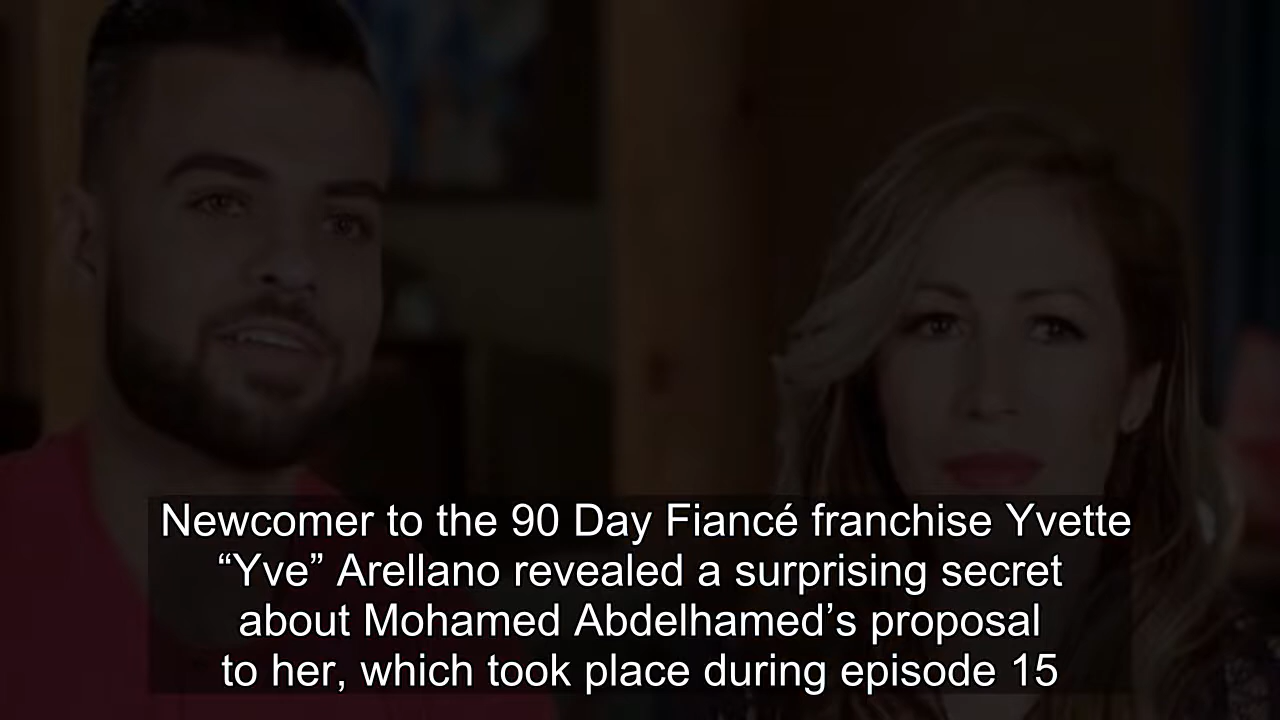 Newcomer to the 90 Day Fiancé franchise Yvette
“Yve” Arellano revealed a surprising secret
about Mohamed Abdelhamed’s proposal
to her, which took place during episode 15